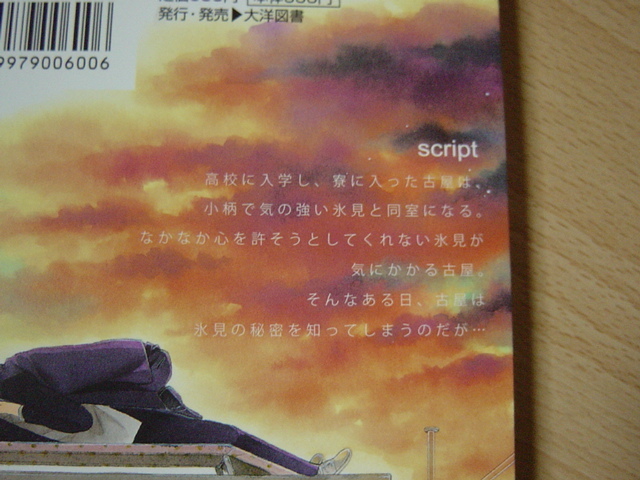 発行・発売▶大洋図書
9979006006
script
高校に入学し、寮に入った古屋は、
小柄で気の強い氷見と同室になる。
なかなか心を許そうとしてくれない氷見が
気にかかる古屋。
そんなある日、古屋は
氷見の秘密を知ってしまうのだが…